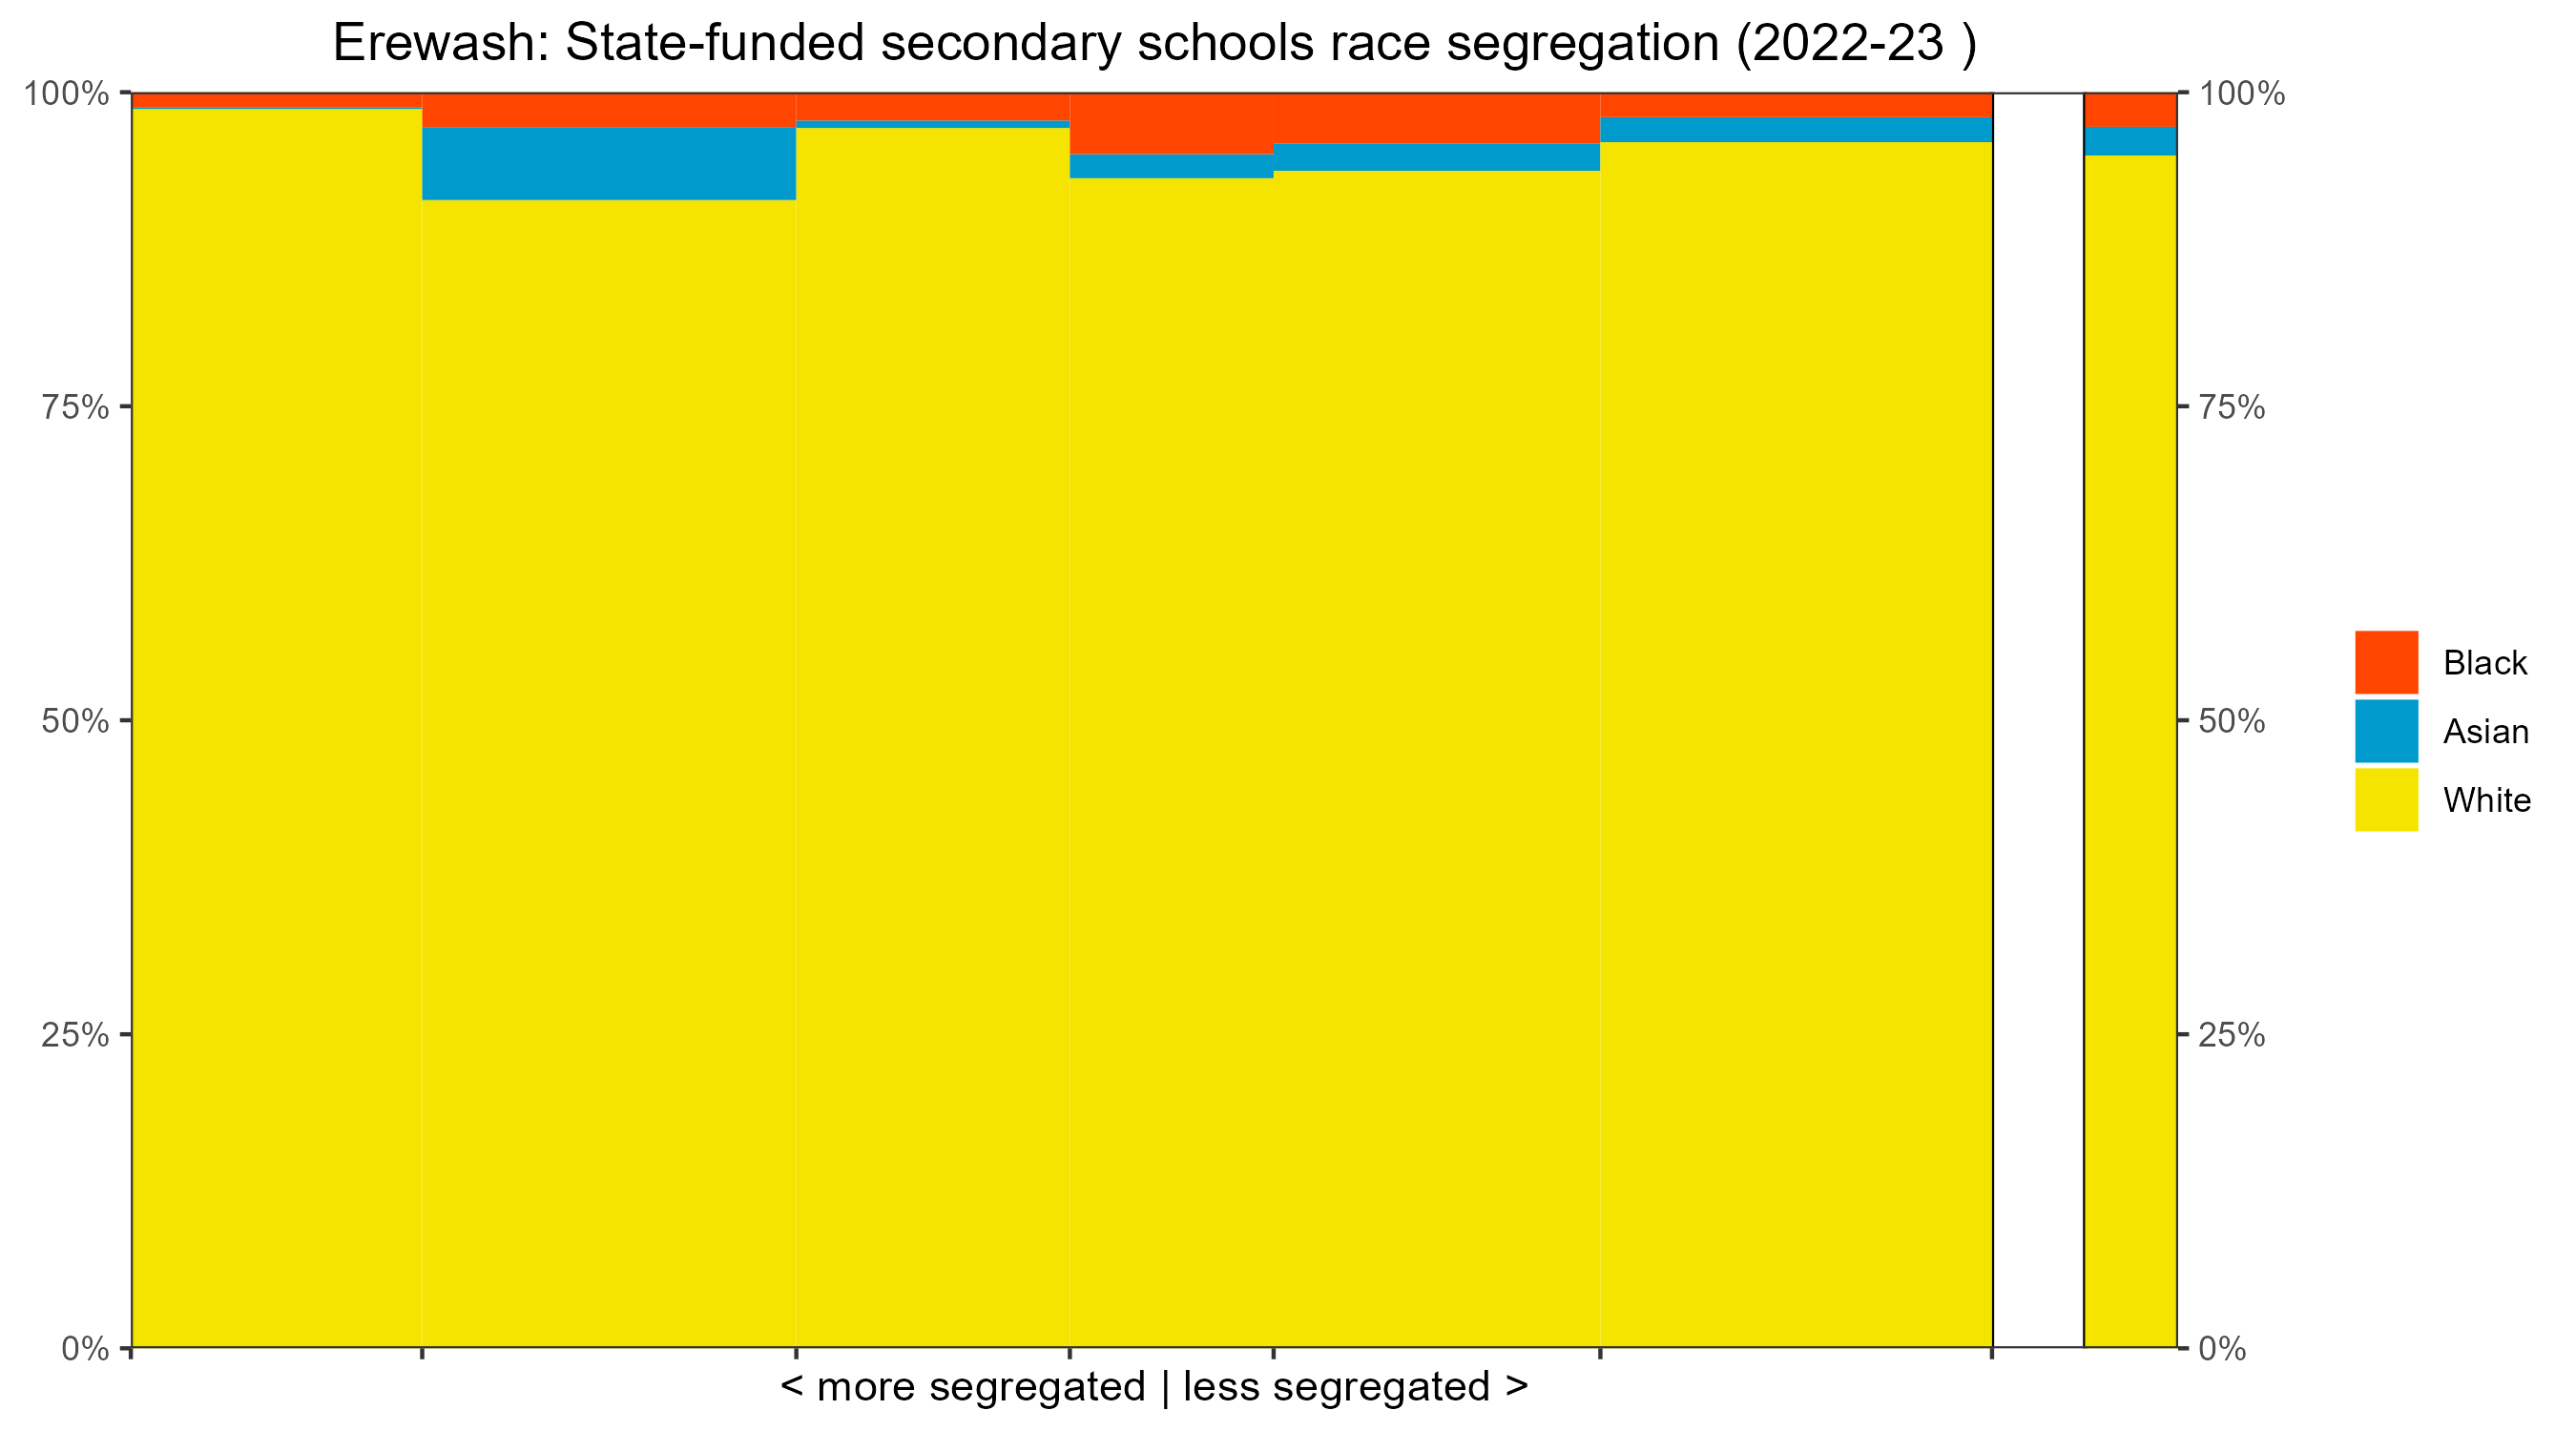 Erewash: State-funded secondary schools race segregation (2022-23 )
100%
75%
50%
25%
0%
100%
75%
50%
25%
0%
Black
Asian
White
< more segregated | less segregated >